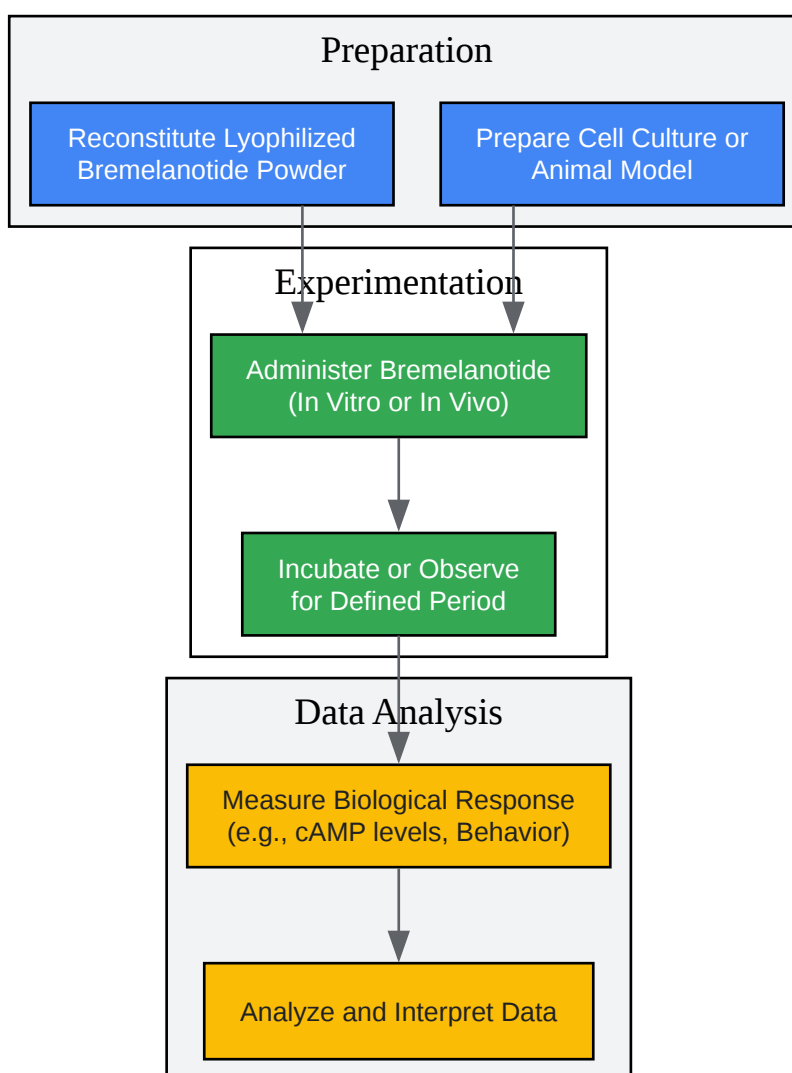 Preparation
Reconstitute Lyophilized
Bremelanotide Powder
Prepare Cell Culture or
Animal Model
Experimentation
Administer Bremelanotide
(In Vitro or In Vivo)
Incubate or Observe
for Defined Period
Data Analysis
Measure Biological Response
(e.g., cAMP levels, Behavior)
Analyze and Interpret Data